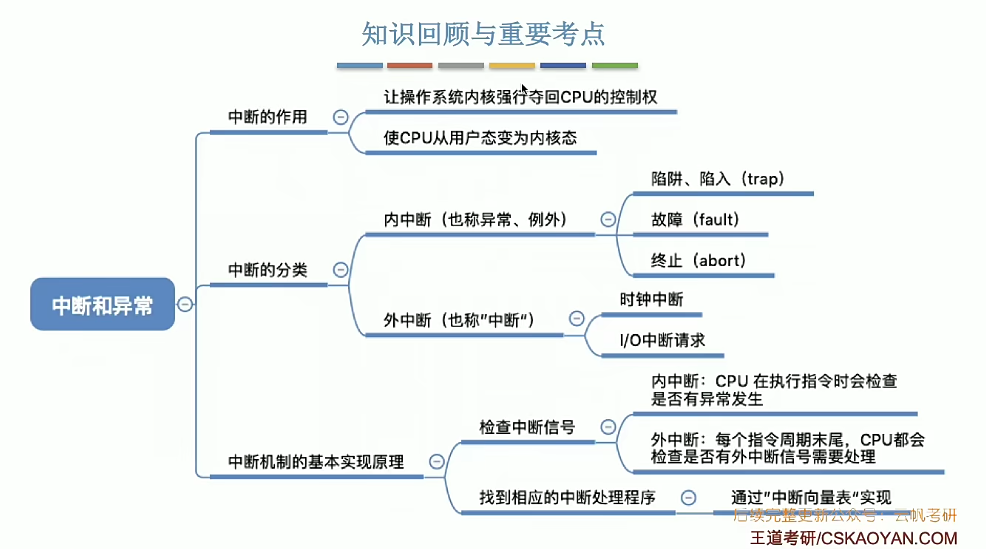 知识回顾与重要考点
中断和异常
中断的作用
让操作系统内核强行夺回CPU的控制权
使CPU从用户态变为内核态
中断的分类
内中断（也称异常、例外）
陷阱、陷入（trap）
故障（fault）
终止（abort）
外中断（也称"中断"）
时钟中断
I/O中断请求
中断机制的基本实现原理
检查中断信号
内中断：CPU 在执行指令时会检查
是否有异常发生
外中断：每个指令周期末尾，CPU都会
检查是否有外中断信号需要处理
找到相应的中断处理程序
通过"中断向量表"实现
后续完整更新公众号：云帆考研
王道考研/CSKAOYAN.COM